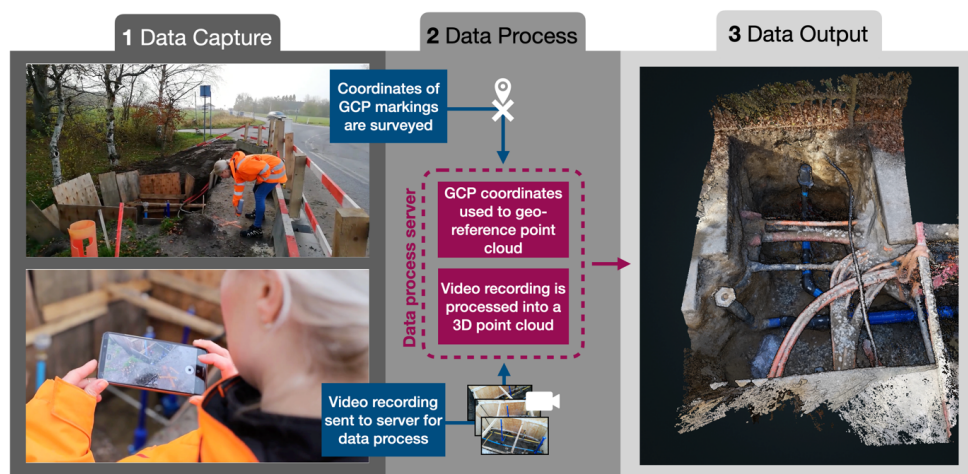 1 Data Capture
2 Data Process
3 Data Output
Coordinates of
GCP markings
are surveyed
Data process server
GCP coordinates
used to geo-
reference point
cloud
Video recording is
processed into a
3D point cloud
Video recording
sent to server for
data process